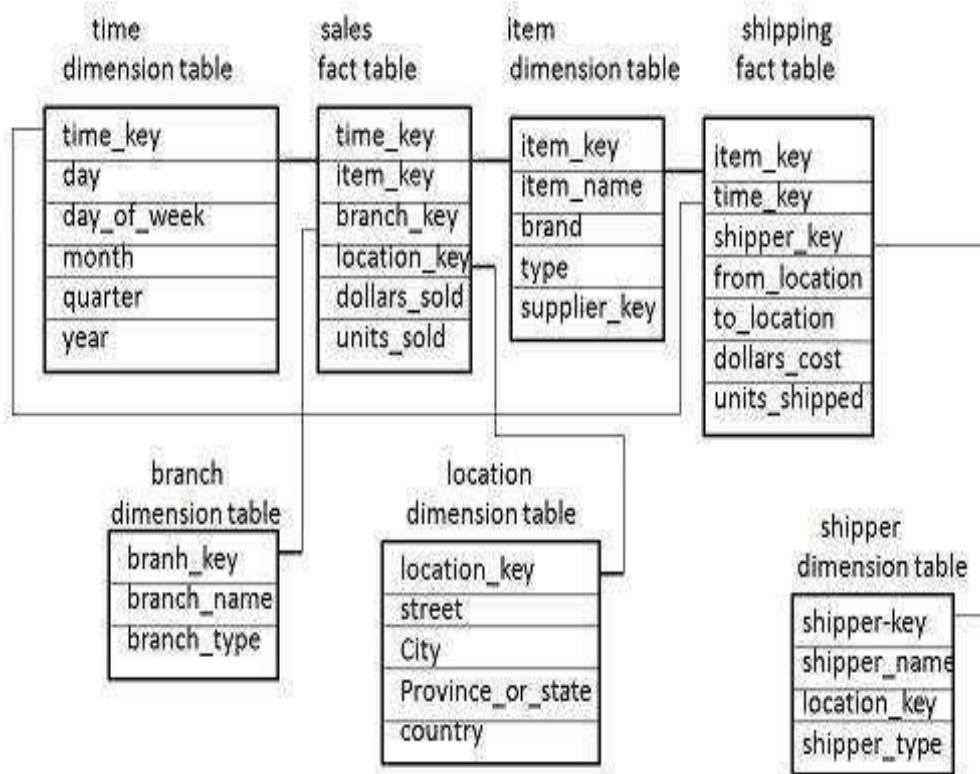 time
dimension table
time_key
day
day_of_week
month
quarter
year
sales
fact table
time_key
item_key
branch_key
location_key
dollars_sold
units_sold
item
dimension table
item_key
item_name
brand
type
supplier_key
shipping
fact table
item_key
time_key
shipper_key
from_location
to_location
dollars_cost
units_shipped
branch
dimension table
branh_key
branch_name
branch_type
location
dimension table
location_key
street
City
Province_or_state
country
shipper
dimension table
shipper-key
shipper_name
location_key
shipper_type